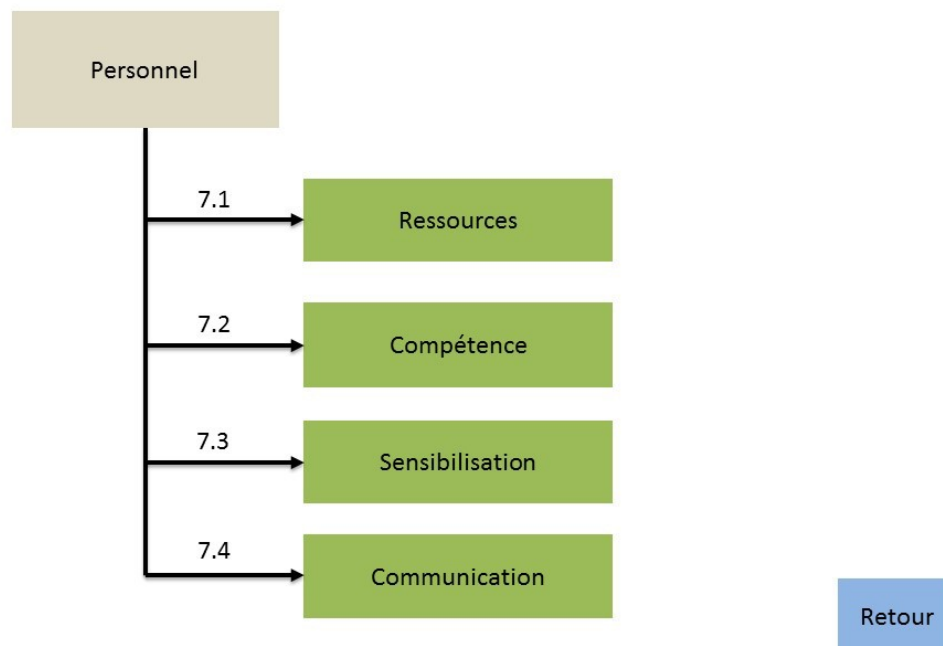 Personnel
7.1
Ressources
7.2
Compétence
7.3
Sensibilisation
7.4
Communication
Retour